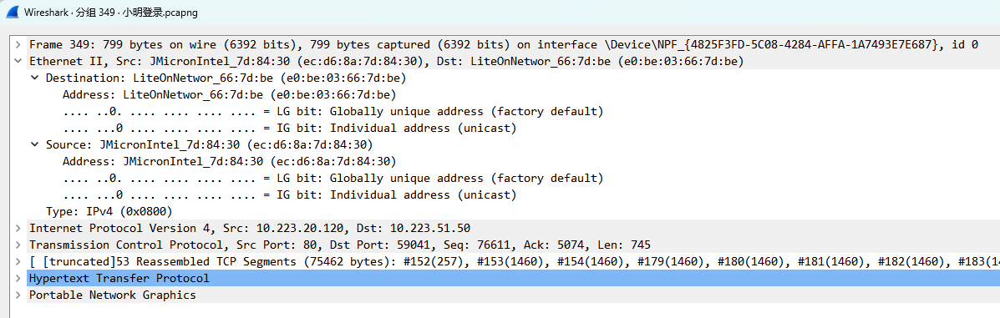 Wireshark · 分组 349 · 小明登录.pcapng
Frame 349: 799 bytes on wire (6392 bits), 799 bytes captured (6392 bits) on interface \Device\NPF_{4825F3FD-5C08-4284-AFFA-1A7493E7E687}, id 0
Ethernet II, Src: JMicronIntel_7d:84:30 (ec:d6:8a:7d:84:30), Dst: LiteOnNetwor_66:7d:be (e0:be:03:66:7d:be)
Destination: LiteOnNetwor_66:7d:be (e0:be:03:66:7d:be)
Address: LiteOnNetwor_66:7d:be (e0:be:03:66:7d:be)
.... ..0. .... .... .... .... = LG bit: Globally unique address (factory default)
.... ...0 .... .... .... .... = IG bit: Individual address (unicast)
Source: JMicronIntel_7d:84:30 (ec:d6:8a:7d:84:30)
Address: JMicronIntel_7d:84:30 (ec:d6:8a:7d:84:30)
.... ..0. .... .... .... .... = LG bit: Globally unique address (factory default)
.... ...0 .... .... .... .... = IG bit: Individual address (unicast)
Type: IPv4 (0x0800)
Internet Protocol Version 4, Src: 10.223.20.120, Dst: 10.223.51.50
Transmission Control Protocol, Src Port: 80, Dst Port: 59041, Seq: 76611, Ack: 5074, Len: 745
[ [truncated]53 Reassembled TCP Segments (75462 bytes): #152(257), #153(1460), #154(1460), #179(1460), #180(1460), #181(1460), #182(1460), #183(14
Hypertext Transfer Protocol
Portable Network Graphics